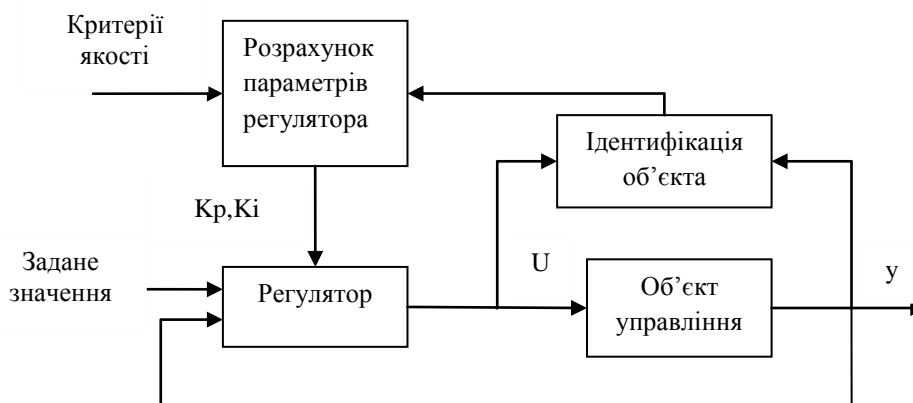 Критерії
якості
Розрахунок
параметрів
регулятора
Ідентифікація
об’єкта
Kp,Ki
Задане
значення
Регулятор
U
Об’єкт
управління
y